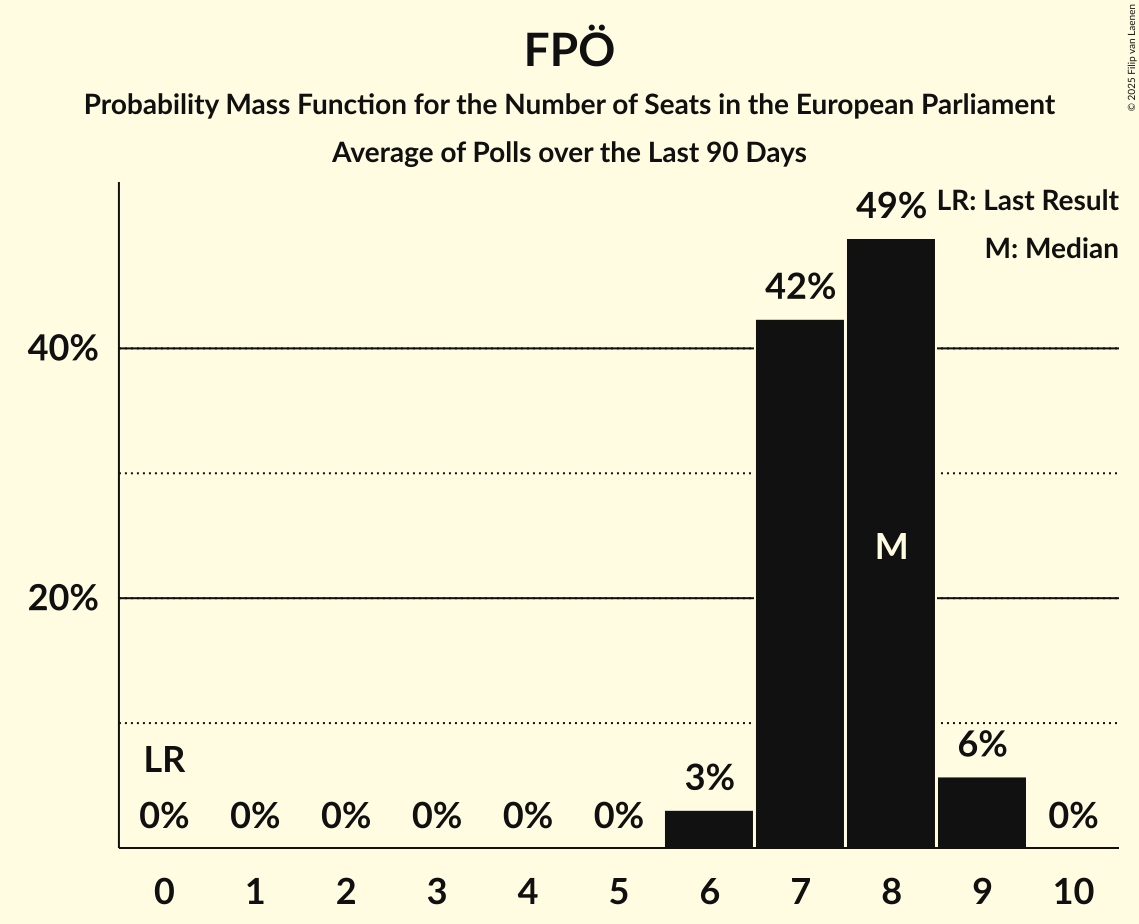 FPÖ
Probability Mass Function for the Number of Seats in the European Parliament
Average of Polls over the Last 90 Days
© 2025 Filip van Laenen
LR: Last Result
M: Median
49%
42%
40%
M
20%
LR
6%
3%
0% 0% 0% 0% 0% 0% 0%
0 1 2 3 4 5 6 7 8 9 10